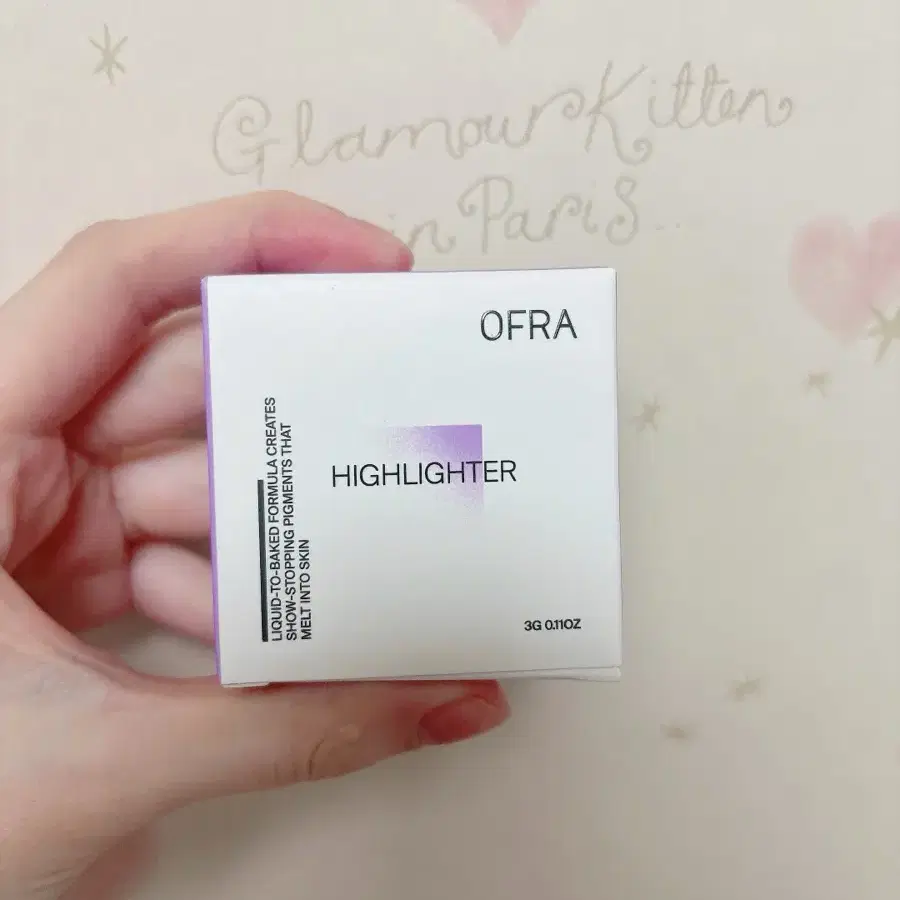 Glamour Kitten
in Paris...
OFRA
HIGHLIGHTER
LIQUID-TO-BAKED FORMULA CREATES
SHOW-STOPPING PIGMENTS THAT
MELT INTO SKIN
3G 0.11OZ